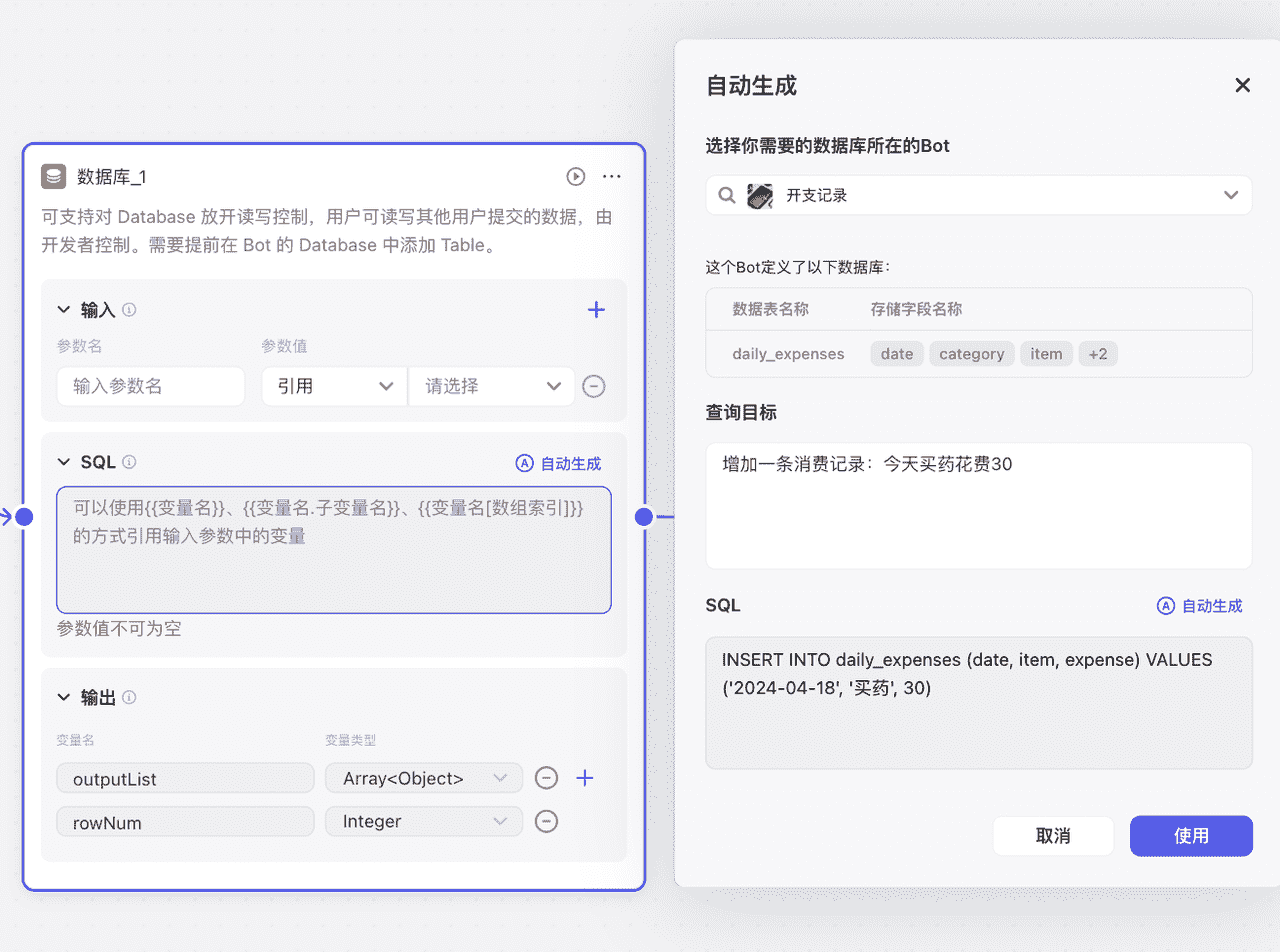 数据库_1
可支持对 Database 放开读写控制，用户可读写其他用户提交的数据，由
开发者控制。需要提前在 Bot 的 Database 中添加 Table。
输入
参数名 参数值
输入参数名 引用 请选择
SQL 自动生成
可以使用{{变量名}}、{{变量名.子变量名}}、{{变量名[数组索引]}}
的方式引用输入参数中的变量
参数值不可为空
输出
变量名 变量类型
outputList Array<Object>
rowNum Integer
自动生成
选择你需要的数据库所在的Bot
开支记录
这个Bot定义了以下数据库：
数据表名称 存储字段名称
daily_expenses date category item +2
查询目标
增加一条消费记录：今天买药花费30
SQL 自动生成
INSERT INTO daily_expenses (date, item, expense) VALUES
('2024-04-18', '买药', 30)
取消 使用